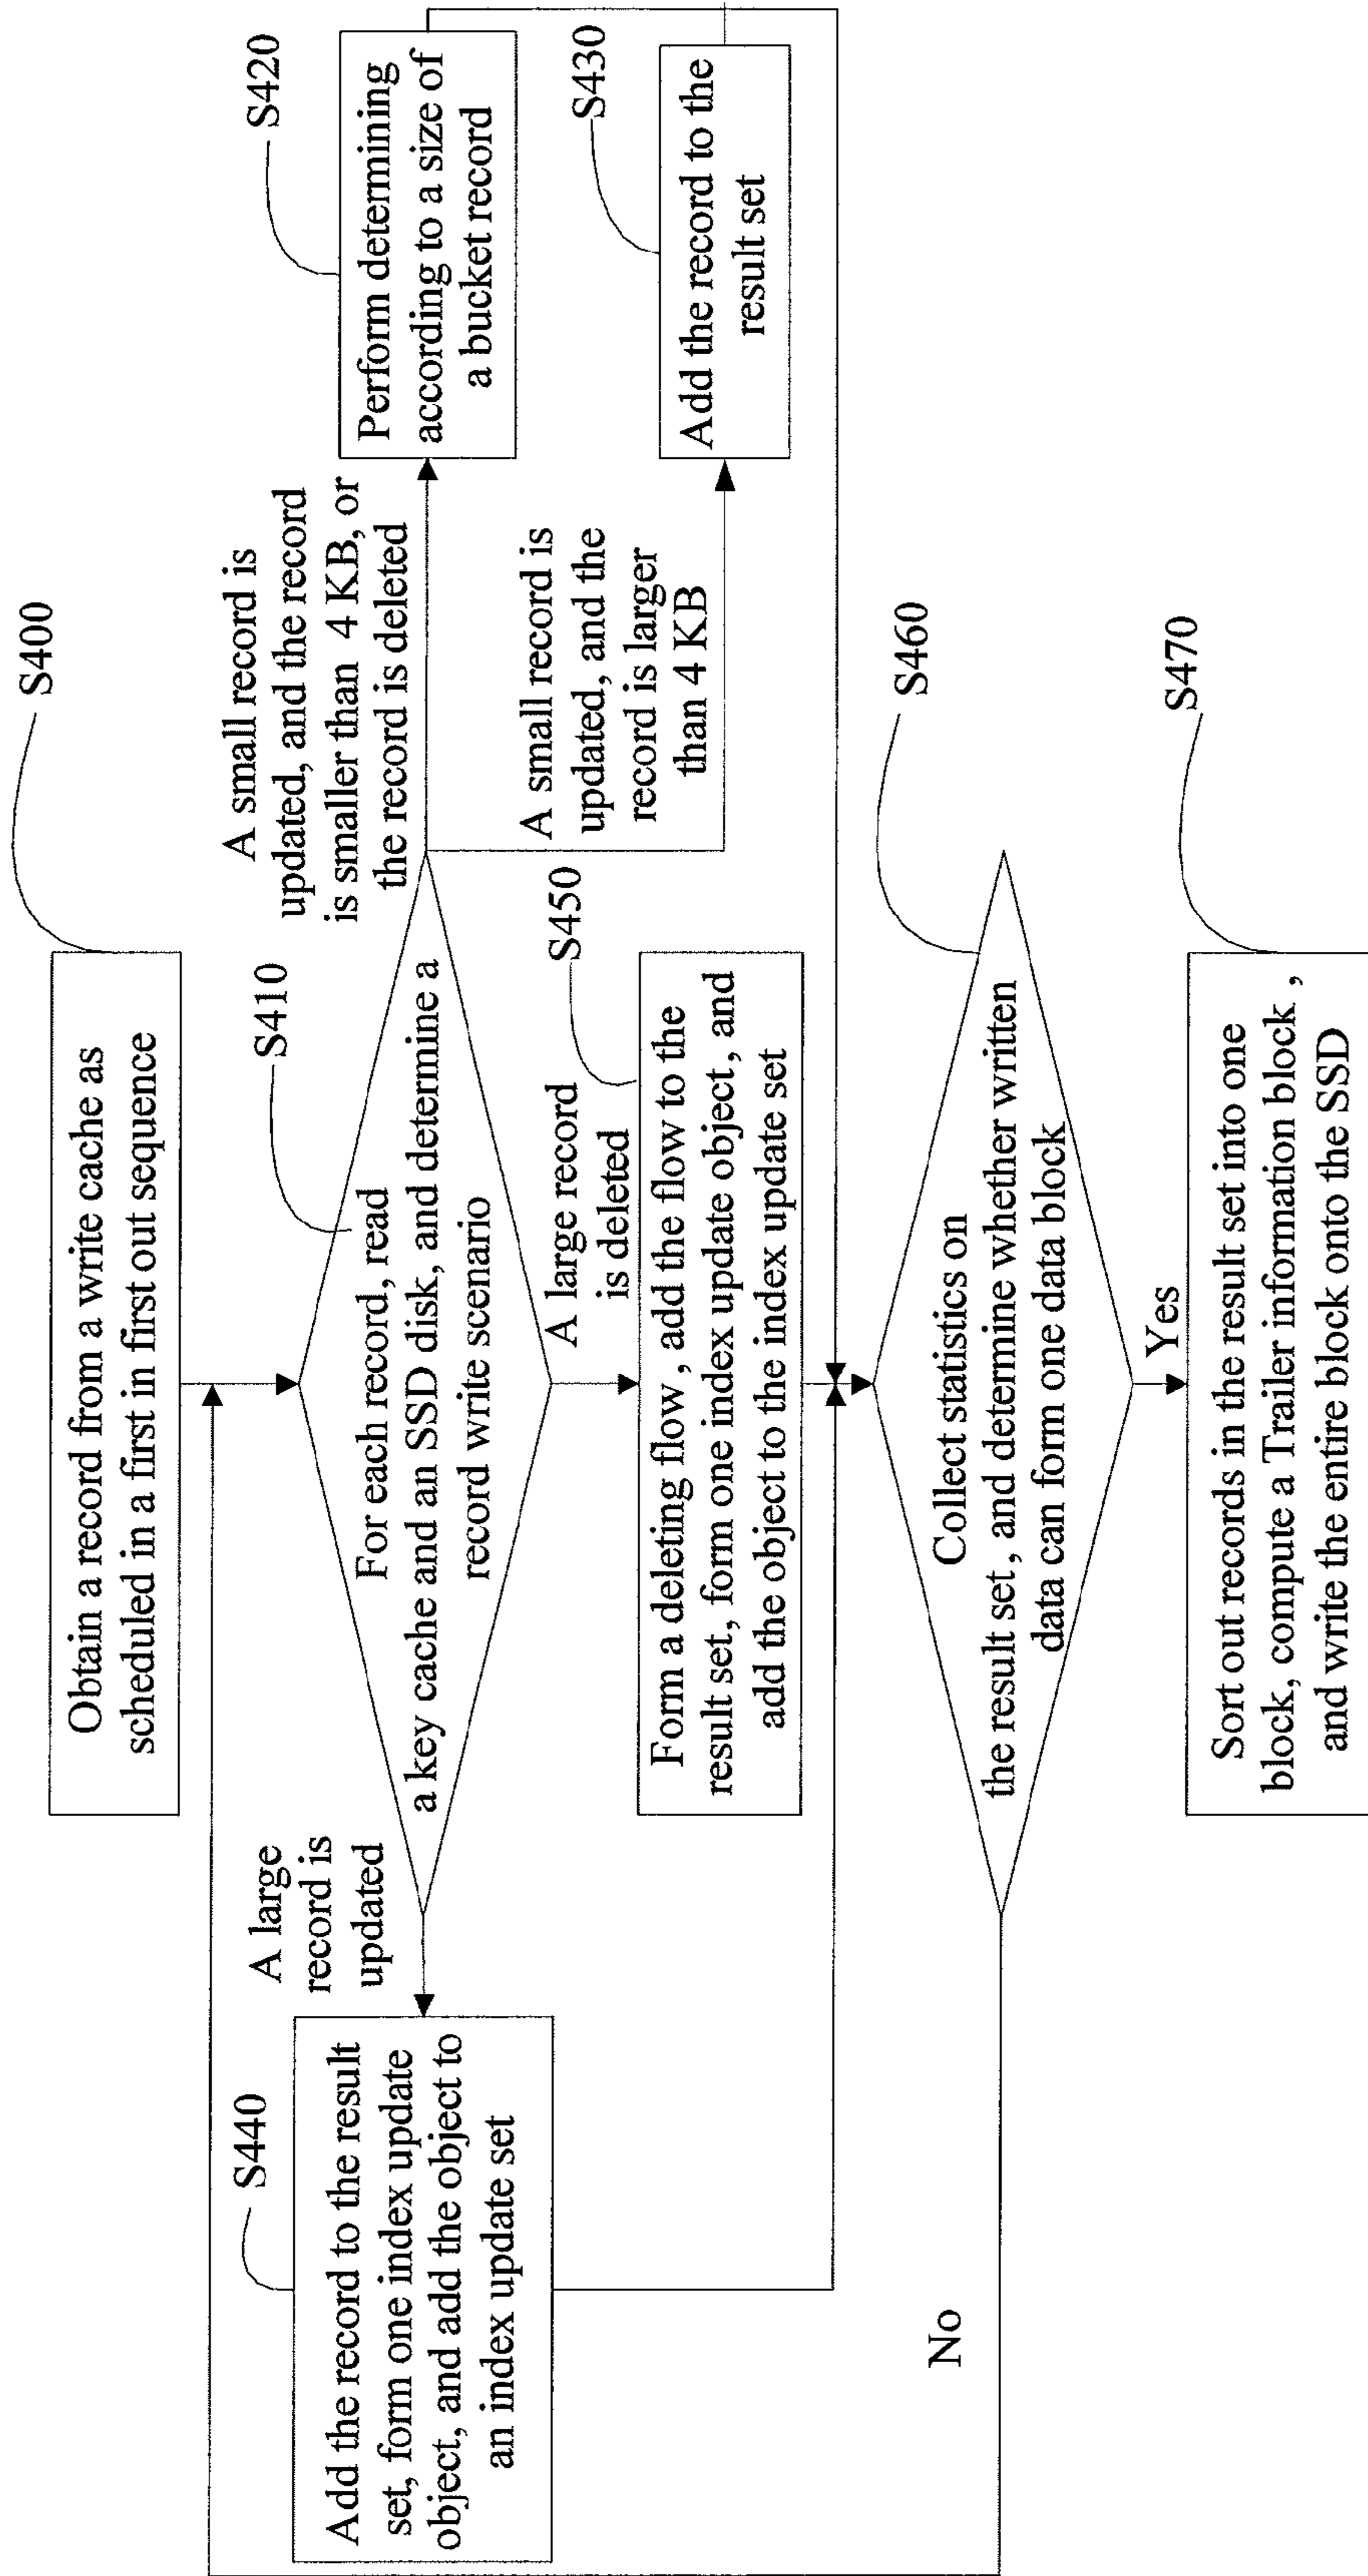 S400
Obtain a record from a write cache as
scheduled in a first in first out sequence
S410
For each record, read
a key cache and an SSD disk, and determine a
record write scenario
A large
record is
updated
S440
Add the record to the result
set, form one index update
object, and add the object to
an index update set
A small record is
updated, and the record
is smaller than 4 KB, or
the record is deleted
S420
Perform determining
according to a size of
a bucket record
A small record is
updated, and the
record is larger
than 4 KB
S430
Add the record to the
result set
A large record
is deleted
S450
Form a deleting flow, add the flow to the
result set, form one index update object, and
add the object to the index update set
S460
Collect statistics on
the result set, and determine whether written
data can form one data block
No
Yes
S470
Sort out records in the result set into one
block, compute a Trailer information block,
and write the entire block onto the SSD